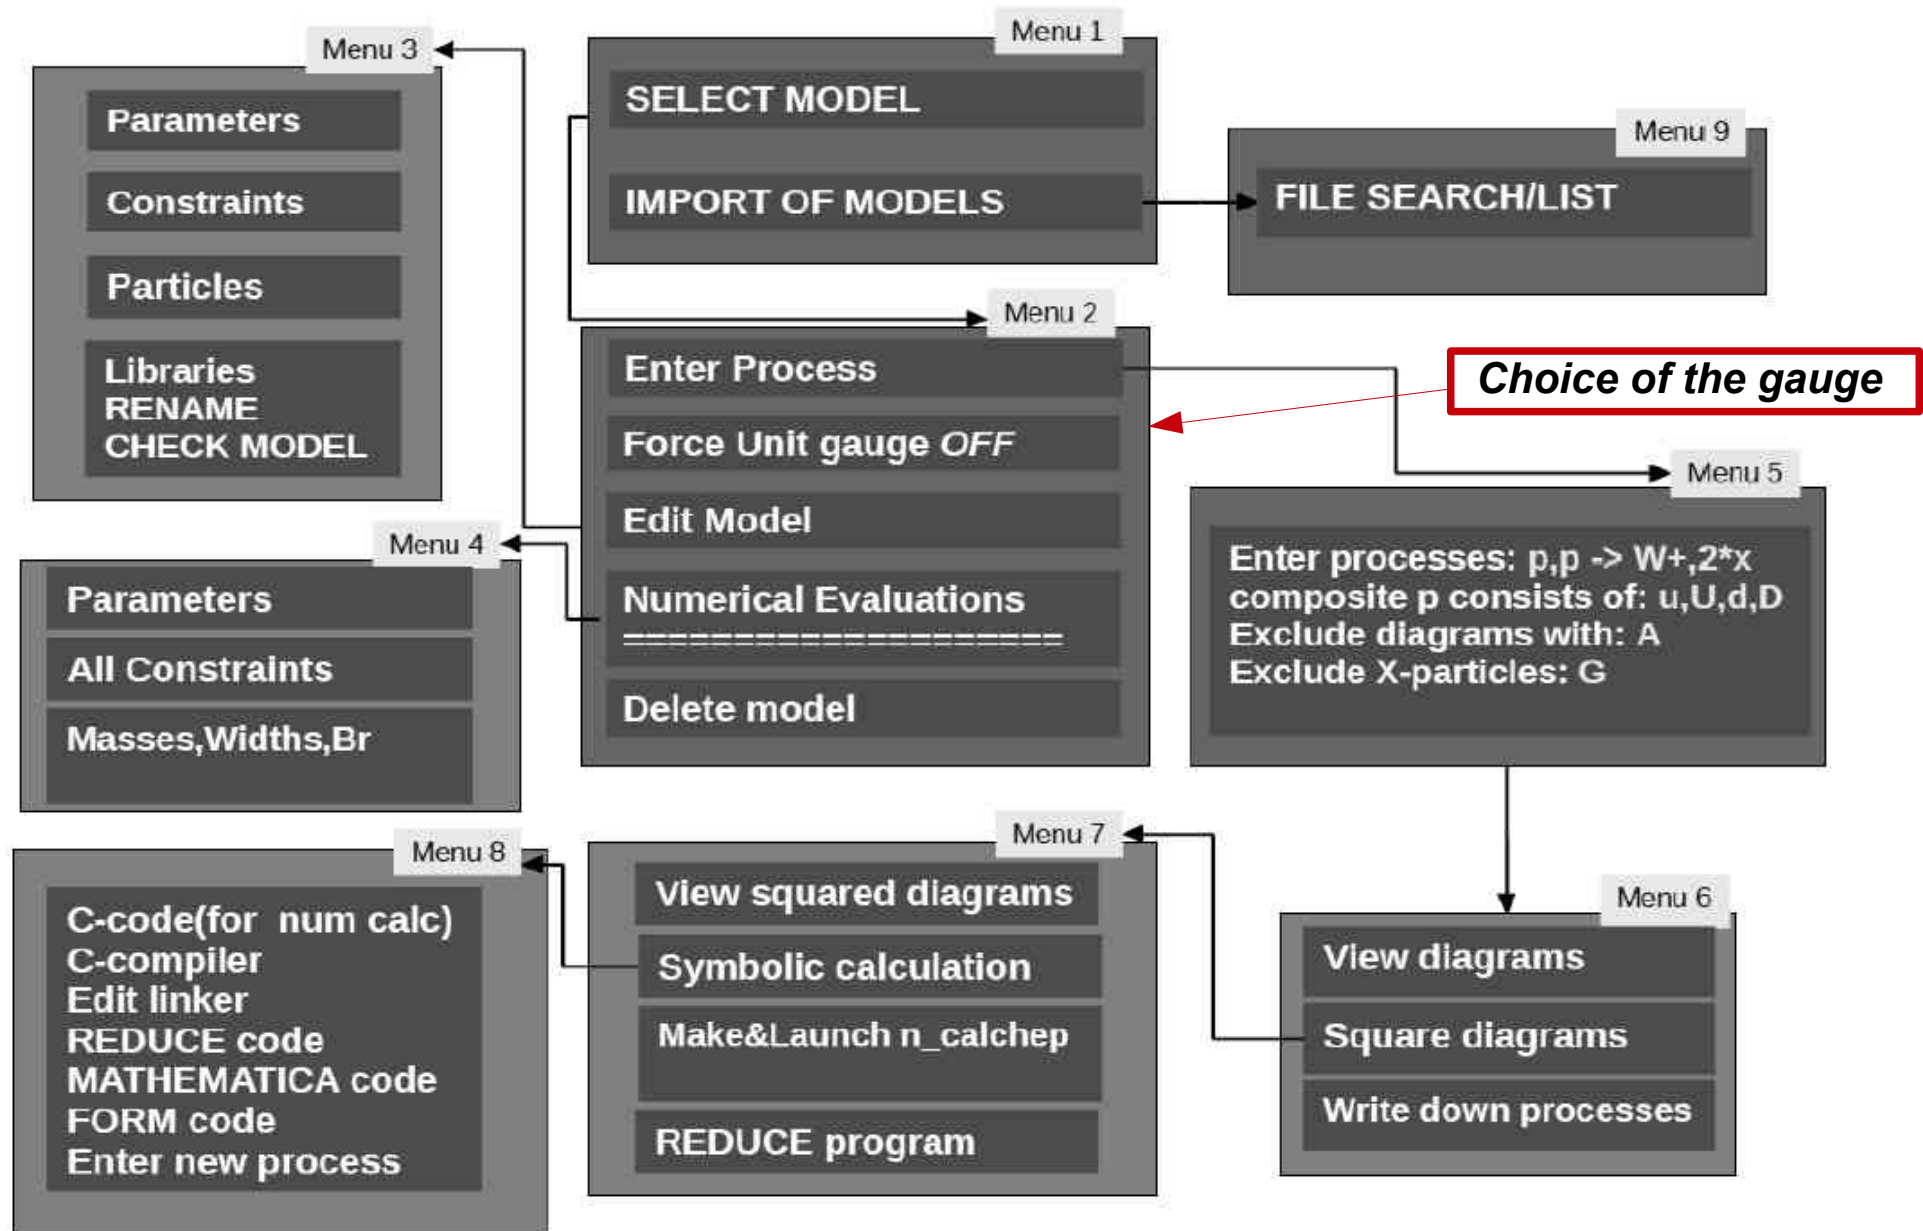 Menu 1
SELECT MODEL
IMPORT OF MODELS
Menu 9
FILE SEARCH/LIST
Menu 3
Parameters
Constraints
Particles
Libraries
RENAME
CHECK MODEL
Menu 2
Enter Process
Force Unit gauge OFF
Edit Model
Numerical Evaluations
====================
Delete model
Choice of the gauge
Menu 4
Parameters
All Constraints
Masses,Widths,Br
Menu 5
Enter processes: p,p -> W+,2*x
composite p consists of: u,U,d,D
Exclude diagrams with: A
Exclude X-particles: G
Menu 6
View diagrams
Square diagrams
Write down processes
Menu 7
View squared diagrams
Symbolic calculation
Make&Launch n_calchep
REDUCE program
Menu 8
C-code(for num calc)
C-compiler
Edit linker
REDUCE code
MATHEMATICA code
FORM code
Enter new process